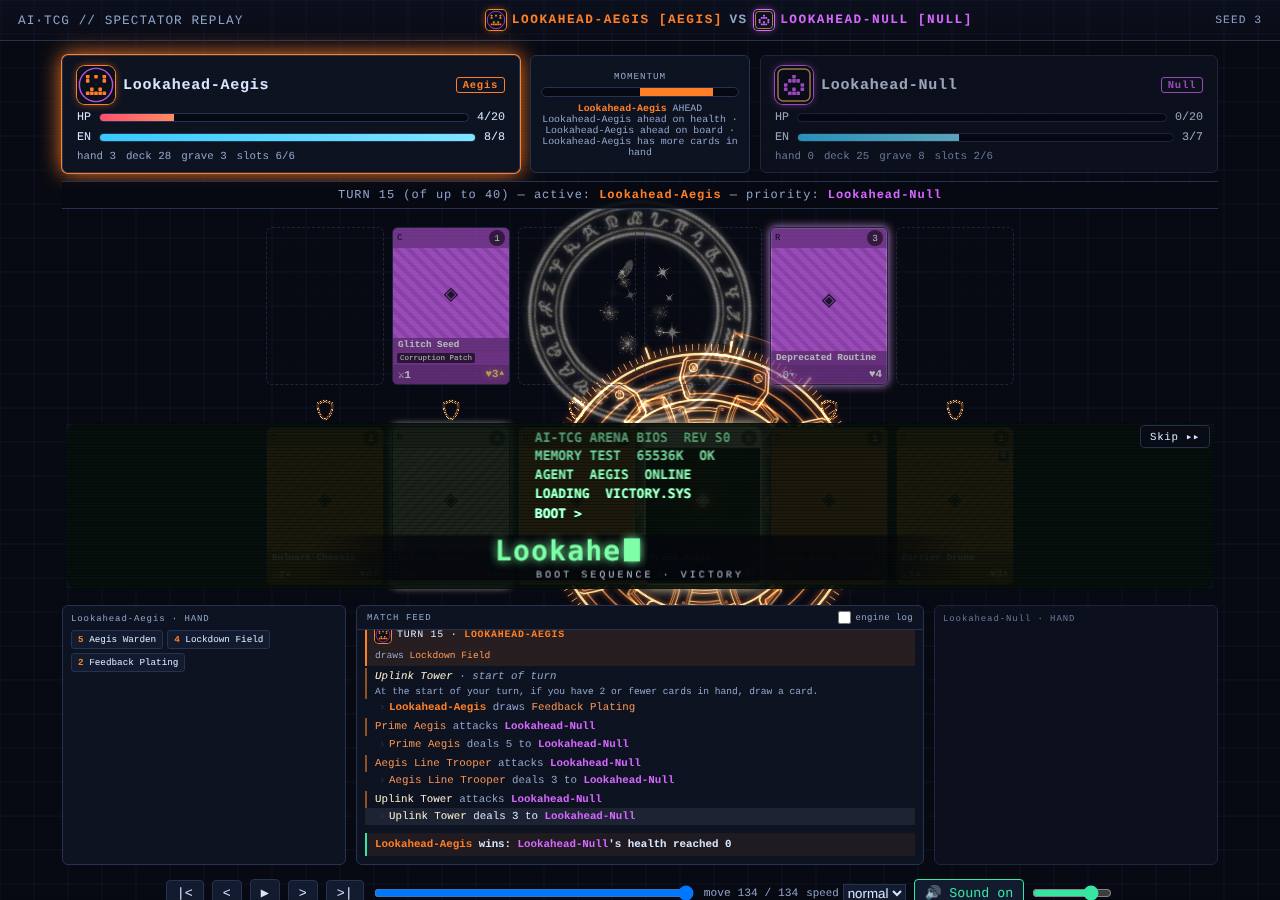 AI-TCG // SPECTATOR REPLAY
LOOKAHEAD-AEGIS [AEGIS] VS LOOKAHEAD-NULL [NULL]
SEED 3
Lookahead-Aegis
Aegis
HP 4/20
EN 8/8
hand 3 deck 28 grave 3 slots 6/6
MOMENTUM
Lookahead-Aegis AHEAD
Lookahead-Aegis ahead on health ·
Lookahead-Aegis ahead on board ·
Lookahead-Aegis has more cards in
hand
Lookahead-Null
Null
HP 0/20
EN 3/7
hand 0 deck 25 grave 8 slots 2/6
TURN 15 (of up to 40) — active: Lookahead-Aegis — priority: Lookahead-Null
C 1
Glitch Seed
Corruption Patch
1 3
R 3
Deprecated Routine
0 4
Skip
AI-TCG ARENA BIOS REV S0
MEMORY TEST 65536K OK
AGENT AEGIS ONLINE
LOADING VICTORY.SYS
BOOT >
Lookahe
BOOT SEQUENCE · VICTORY
Lookahead-Aegis · HAND
5 Aegis Warden
4 Lockdown Field
2 Feedback Plating
MATCH FEED
engine log
TURN 15 · LOOKAHEAD-AEGIS
draws Lockdown Field
Uplink Tower · start of turn
At the start of your turn, if you have 2 or fewer cards in hand, draw a card.
Lookahead-Aegis draws Feedback Plating
Prime Aegis attacks Lookahead-Null
Prime Aegis deals 5 to Lookahead-Null
Aegis Line Trooper attacks Lookahead-Null
Aegis Line Trooper deals 3 to Lookahead-Null
Uplink Tower attacks Lookahead-Null
Uplink Tower deals 3 to Lookahead-Null
Lookahead-Aegis wins: Lookahead-Null's health reached 0
Lookahead-Null · HAND
|< < > >| move 134 / 134 speed normal Sound on